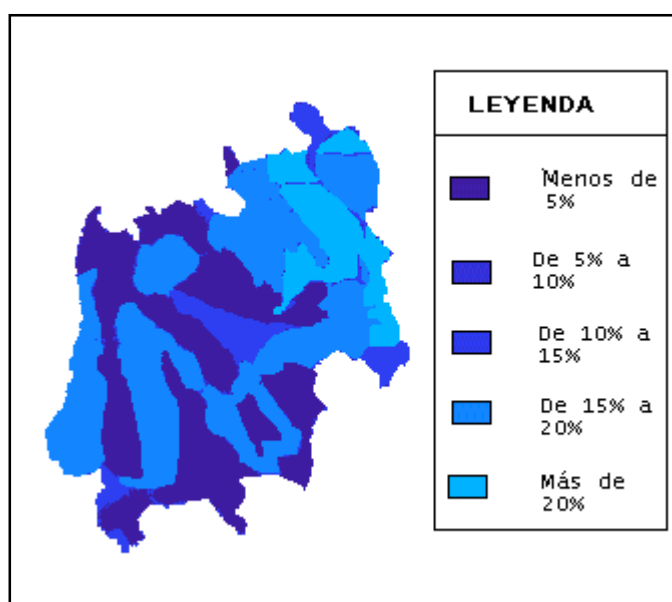 LEYENDA
Menos de
5%
De 5% a
10%
De 10% a
15%
De 15% a
20%
Más de
20%